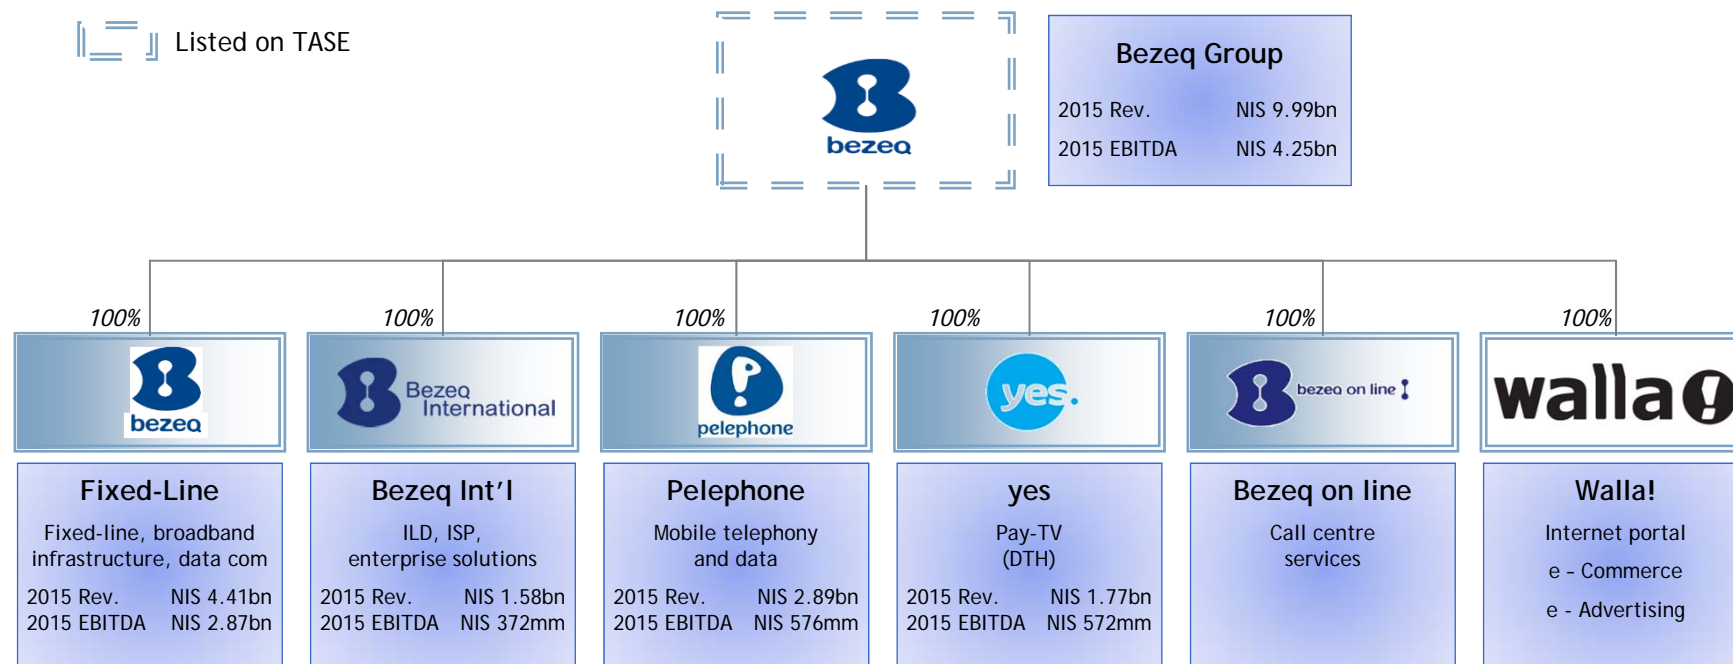 Listed on TASE
bezeq
Bezeq Group
2015 Rev. NIS 9.99bn
2015 EBITDA NIS 4.25bn
100% 100% 100% 100% 100% 100%
bezeq
Bezeq
International
pelephone
yes.
bezeq on line
walla!
Fixed-Line
Fixed-line, broadband
infrastructure, data com
2015 Rev. NIS 4.41bn
2015 EBITDA NIS 2.87bn
Bezeq Int'l
ILD, ISP,
enterprise solutions
2015 Rev. NIS 1.58bn
2015 EBITDA NIS 372mm
Pelephone
Mobile telephony
and data
2015 Rev. NIS 2.89bn
2015 EBITDA NIS 576mm
yes
Pay-TV
(DTH)
2015 Rev. NIS 1.77bn
2015 EBITDA NIS 572mm
Bezeq on line
Call centre
services
Walla!
Internet portal
e - Commerce
e - Advertising